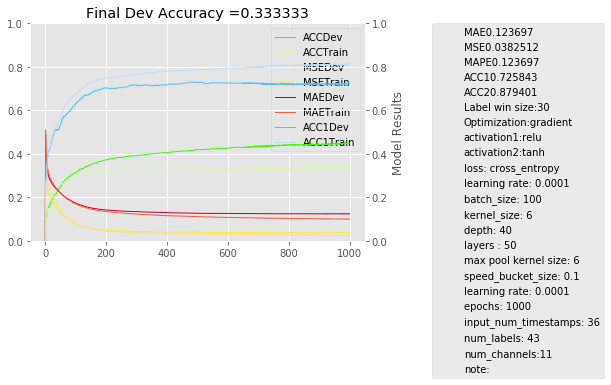 Final Dev Accuracy =0.333333
1.0
0.8
0.6
0.4
0.2
0.0
0
200
400
600
800
1000
1.0
0.8
0.6
0.4
0.2
0.0
Model Results
ACCDev
ACCTrain
MSEDev
MSETrain
MAEDev
MAETrain
ACC1Dev
ACC1Train
MAE0.123697
MSE0.0382512
MAPE0.123697
ACC10.725843
ACC20.879401
Label win size:30
Optimization:gradient
activation1:relu
activation2:tanh
loss: cross_entropy
learning rate: 0.0001
batch_size: 100
kernel_size: 6
depth: 40
layers : 50
max pool kernel size: 6
speed_bucket_size: 0.1
learning rate: 0.0001
epochs: 1000
input_num_timestamps: 36
num_labels: 43
num_channels:11
note: